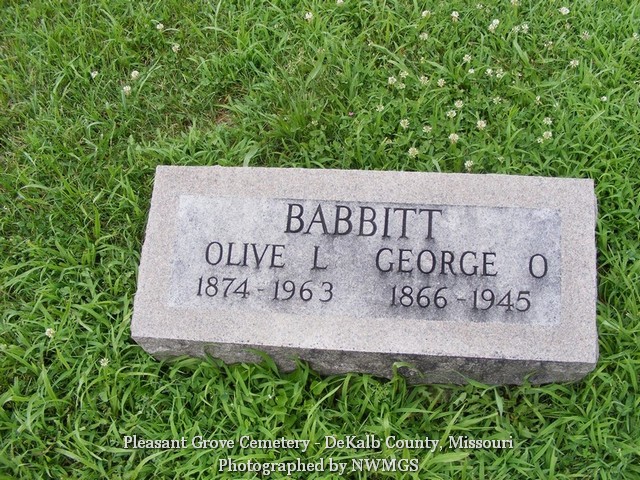 BABBITT
OLIVE L GEORGE O
1874 - 1963 1866 - 1945
Pleasant Grove Cemetery - DeKalb County, Missouri
Photographed by NWMGS